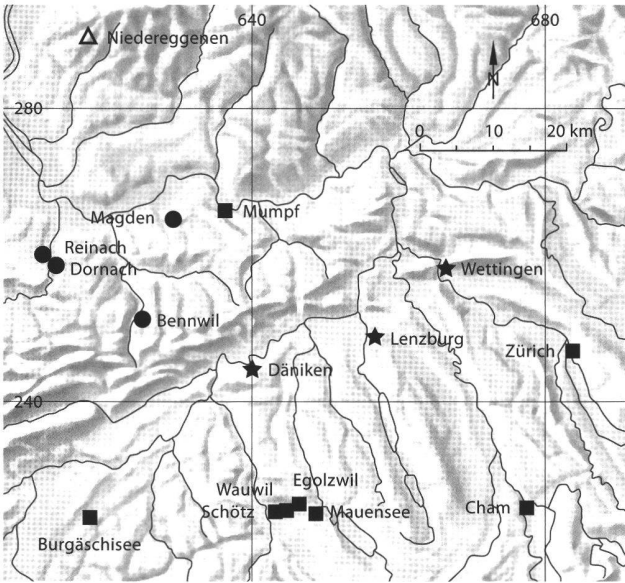 640
680
Niedereggenen
N
280
0 10 20 km
Magden
Mumpf
Reinach
Dornach
Wettingen
Bennwil
Lenzburg
Zürich
Däniken
240
Egolzwil
Wauwil
Schötz
Mauensee
Cham
Burgäschisee